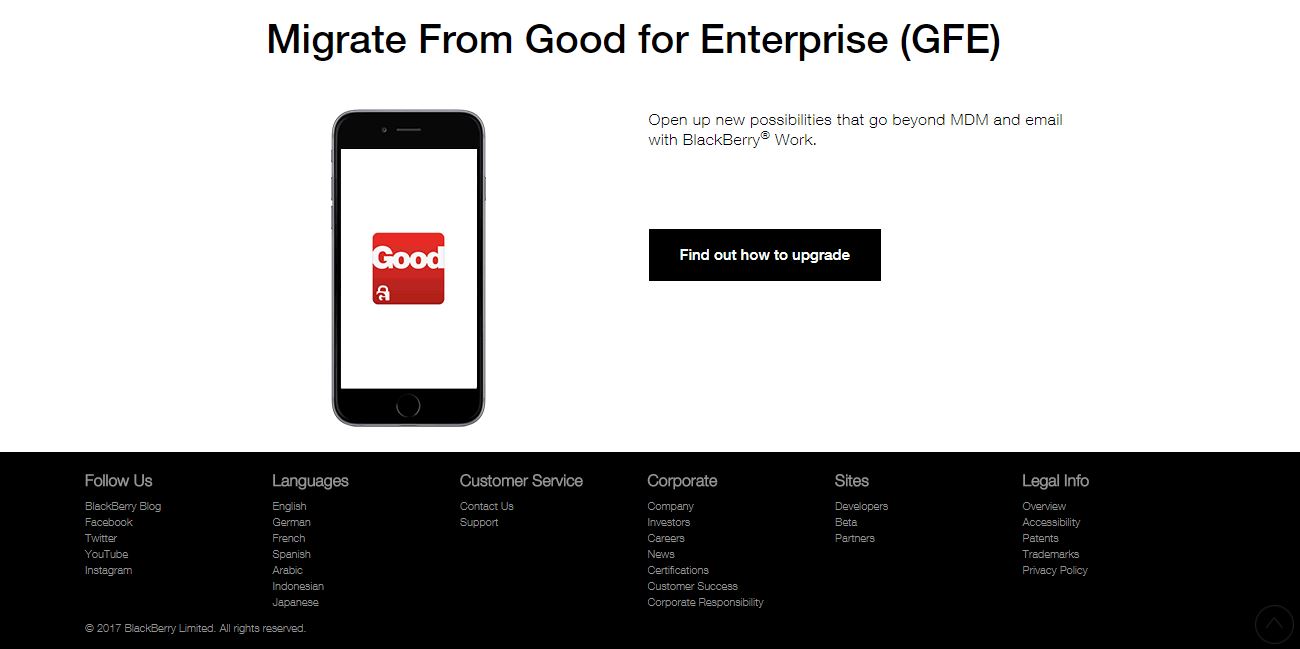 Migrate From Good for Enterprise (GFE)
Open up new possibilities that go beyond MDM and email
with BlackBerry® Work.
Good
Find out how to upgrade
Follow Us
BlackBerry Blog
Facebook
Twitter
YouTube
Instagram
Languages
English
German
French
Spanish
Arabic
Indonesian
Japanese
Customer Service
Contact Us
Support
Corporate
Company
Investors
Careers
News
Certifications
Customer Success
Corporate Responsibility
Sites
Developers
Beta
Partners
Legal Info
Overview
Accessibility
Patents
Trademarks
Privacy Policy
© 2017 BlackBerry Limited. All rights reserved.